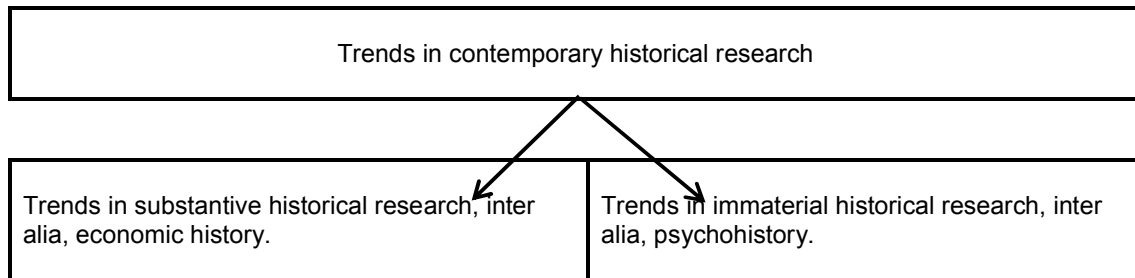 Trends in contemporary historical research
Trends in substantive historical research, inter
alia, economic history.
Trends in immaterial historical research, inter
alia, psychohistory.